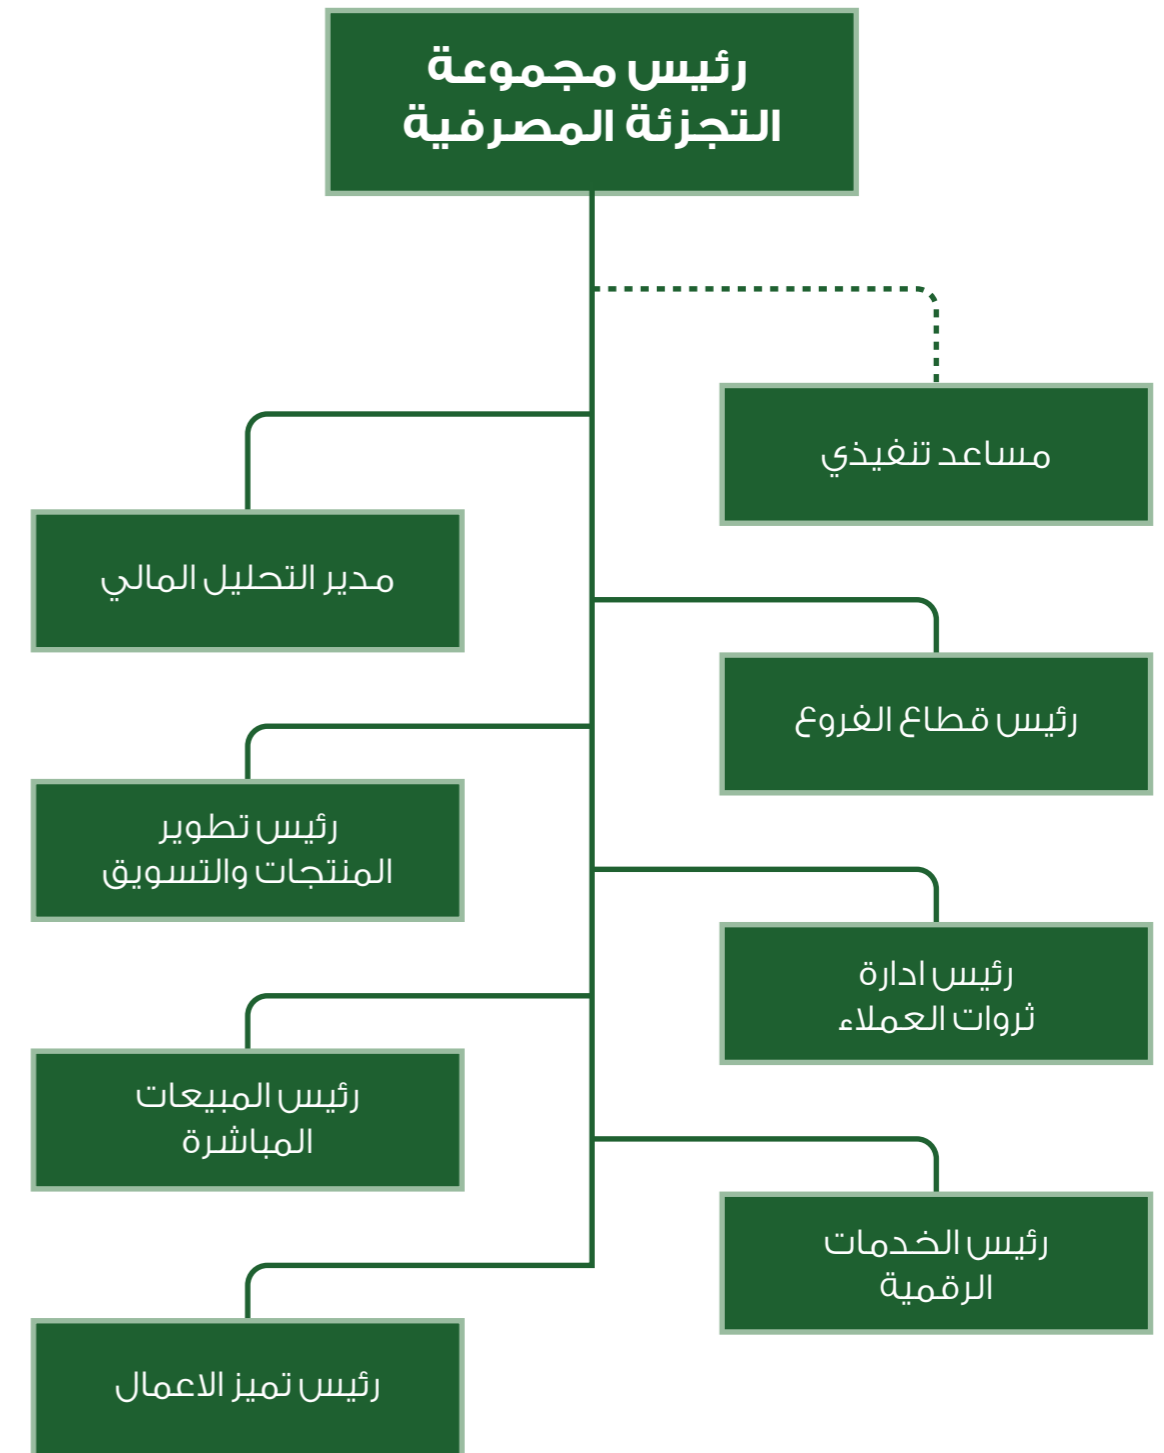 رئيس مجموعة
التجزئة المصرفية
مساعد تنفيذي
مدير التحليل المالي
رئيس قطاع الفروع
رئيس تطوير
المنتجات والتسويق
رئيس ادارة
ثروات العملاء
رئيس المبيعات
المباشرة
رئيس الخدمات
الرقمية
رئيس تميز الاعمال